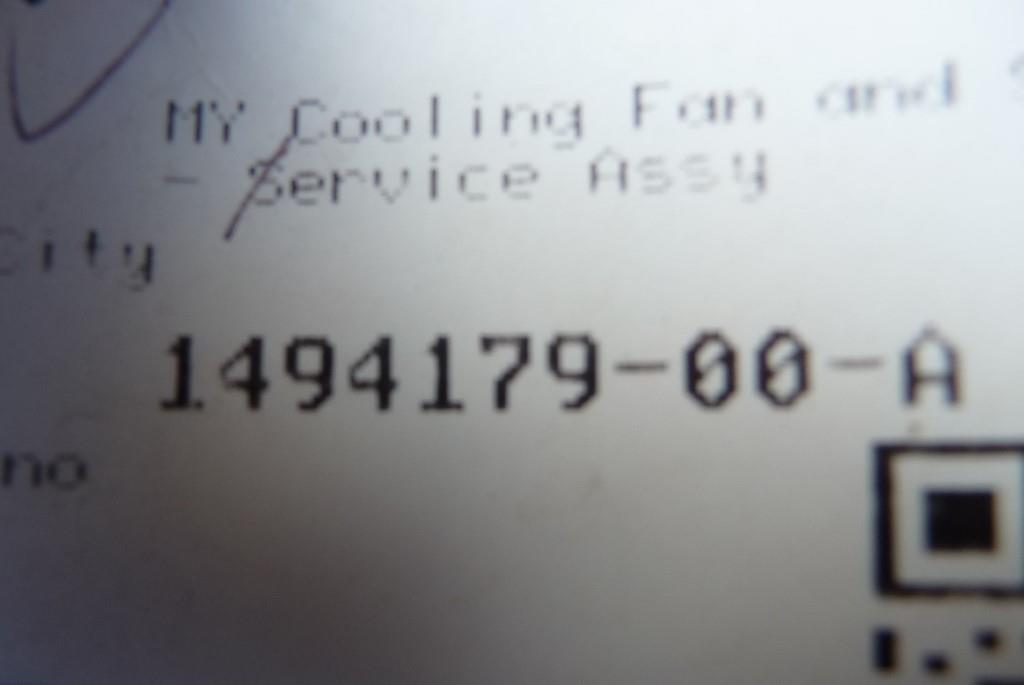 MY Cooling Fan and
- Service Assy
City
1494179-00-A
no